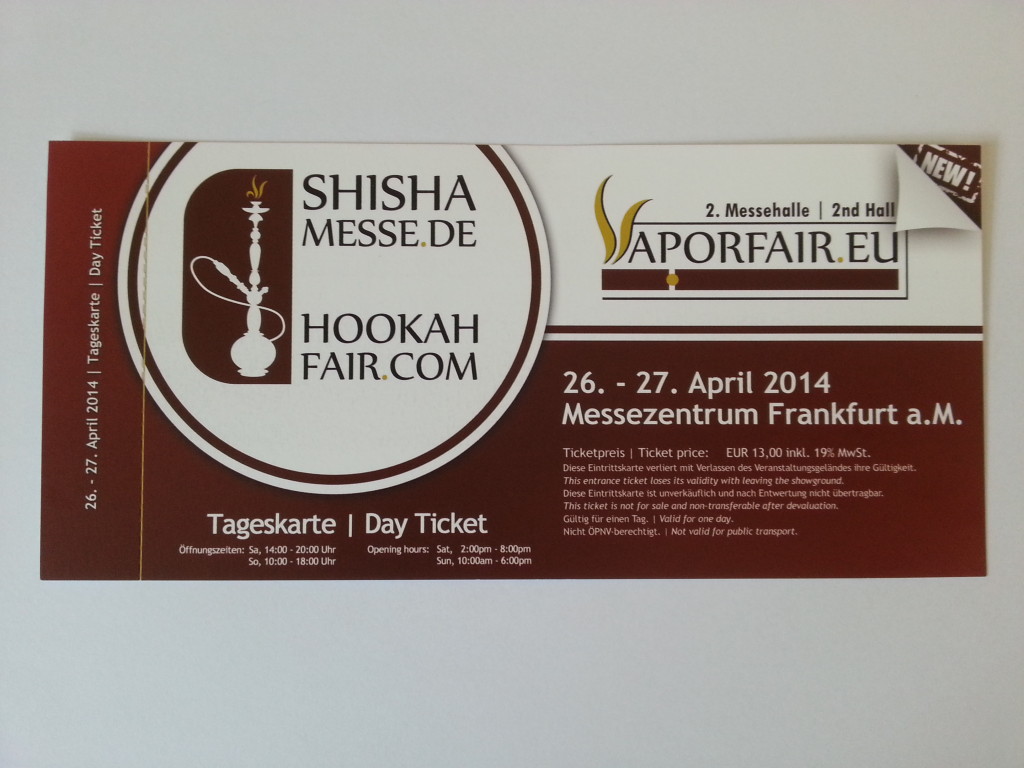 26. - 27. April 2014 | Tageskarte | Day Ticket
SHISHA
MESSE.DE
HOOKAH
FAIR.COM
Tageskarte | Day Ticket
Öffnungszeiten: Sa, 14:00 - 20:00 Uhr
So, 10:00 - 18:00 Uhr
Opening hours: Sat, 2:00pm - 8:00pm
Sun, 10:00am - 6:00pm
NEW!
2. Messehalle | 2nd Hall
VAPORFAIR.EU
26. - 27. April 2014
Messezentrum Frankfurt a.M.
Ticketpreis | Ticket price: EUR 13,00 inkl. 19% MwSt.
Diese Eintrittskarte verliert mit Verlassen des Veranstaltungsgeländes ihre Gültigkeit.
This entrance ticket loses its validity with leaving the showground.
Diese Eintrittskarte ist unverkäuflich und nach Entwertung nicht übertragbar.
This ticket is not for sale and non-transferable after devaluation.
Gültig für einen Tag. | Valid for one day.
Nicht ÖPNV-berechtigt. | Not valid for public transport.